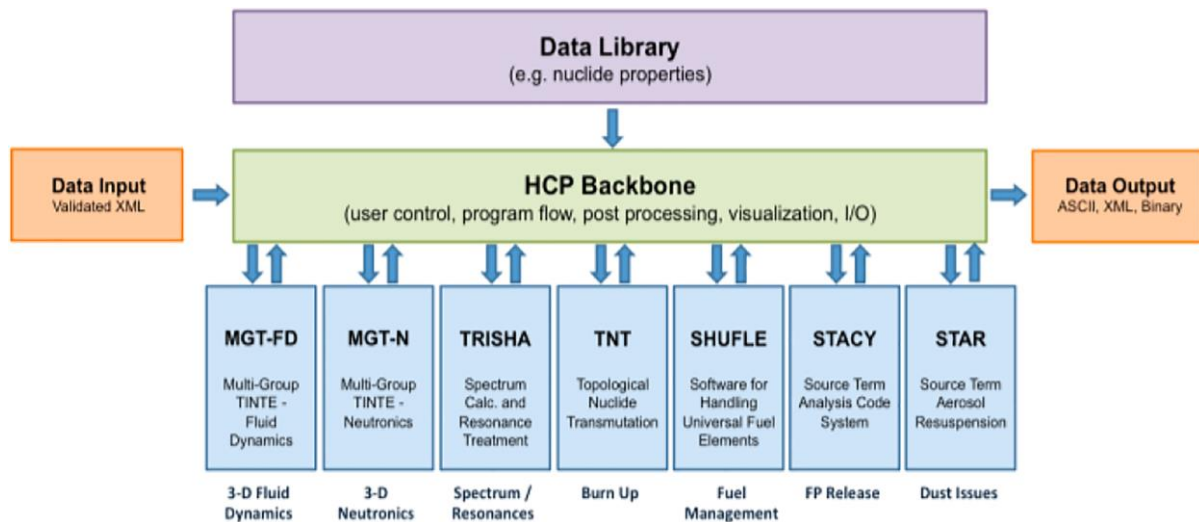 Data Library
(e.g. nuclide properties)
Data Input
Validated XML
HCP Backbone
(user control, program flow, post processing, visualization, I/O)
Data Output
ASCII, XML, Binary
MGT-FD
Multi-Group
TINTE -
Fluid
Dynamics
MGT-N
Multi-Group
TINTE -
Neutronics
TRISHA
Spectrum
Calc. and
Resonance
Treatment
TNT
Topological
Nuclide
Transmutation
SHUFLE
Software for
Handling
Universal Fuel
Elements
STACY
Source Term
Analysis Code
System
STAR
Source Term
Aerosol
Resuspension
3-D Fluid
Dynamics
3-D
Neutronics
Spectrum /
Resonances
Burn Up
Fuel
Management
FP Release
Dust Issues